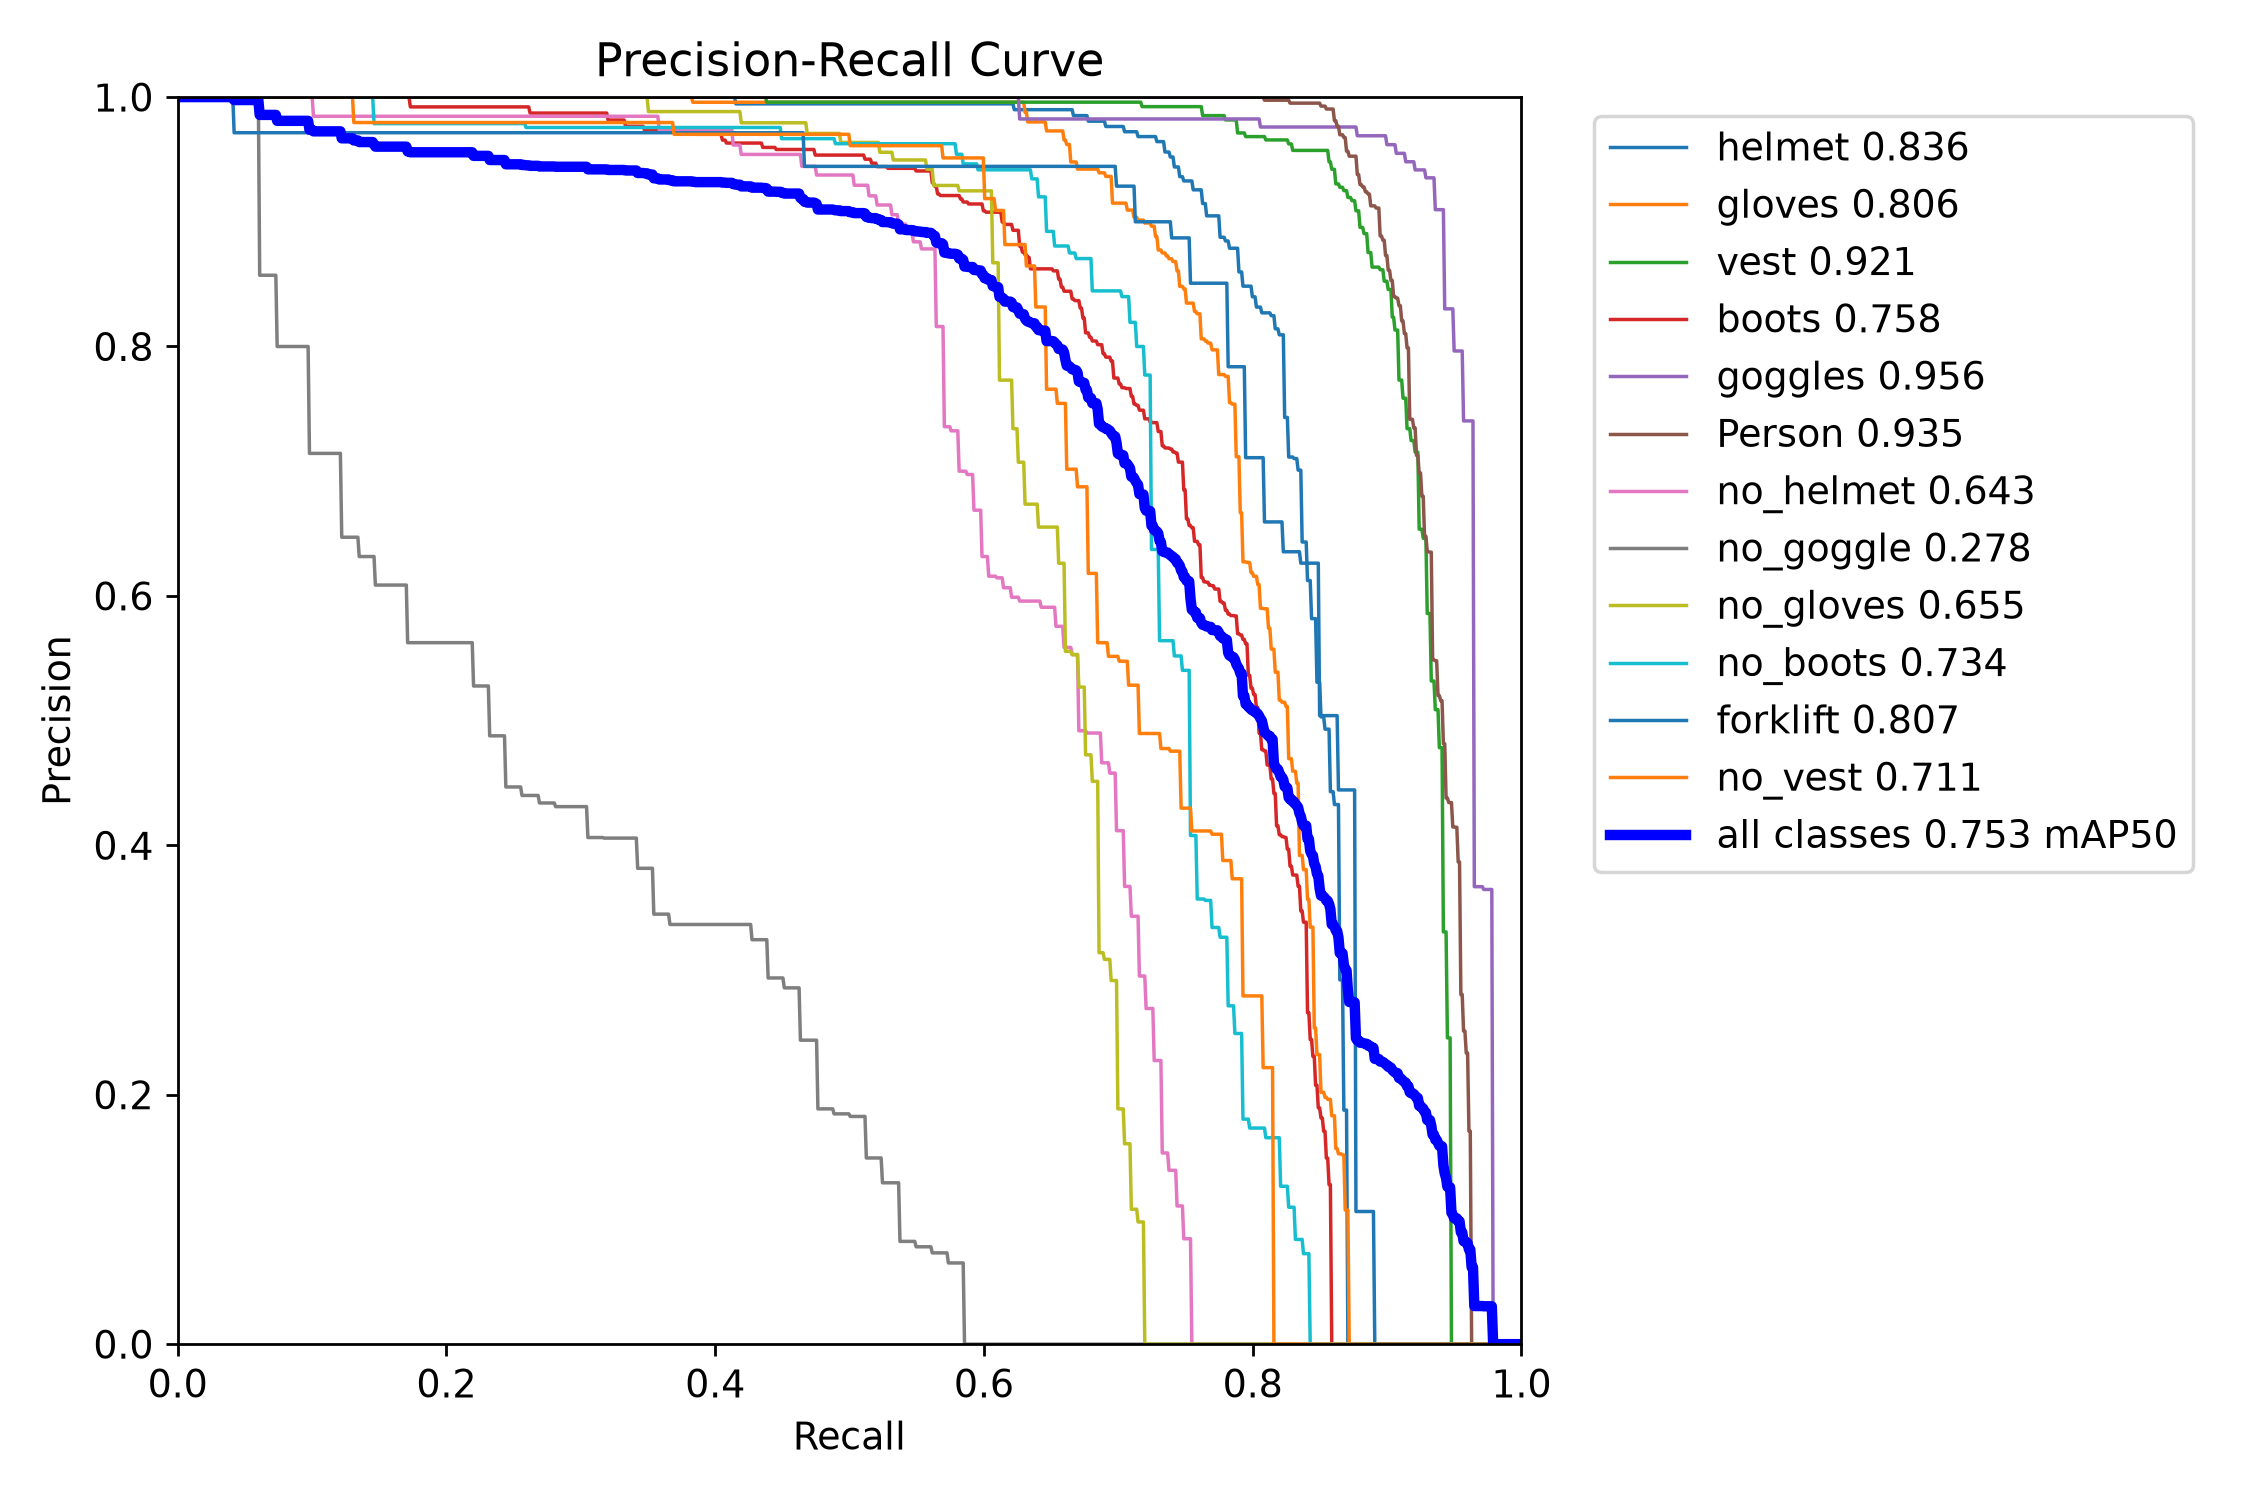 Precision-Recall Curve
1.0
0.8
0.6
0.4
0.2
0.0
Precision
0.0 0.2 0.4 0.6 0.8 1.0
Recall
helmet 0.836
gloves 0.806
vest 0.921
boots 0.758
goggles 0.956
Person 0.935
no_helmet 0.643
no_goggle 0.278
no_gloves 0.655
no_boots 0.734
forklift 0.807
no_vest 0.711
all classes 0.753 mAP50